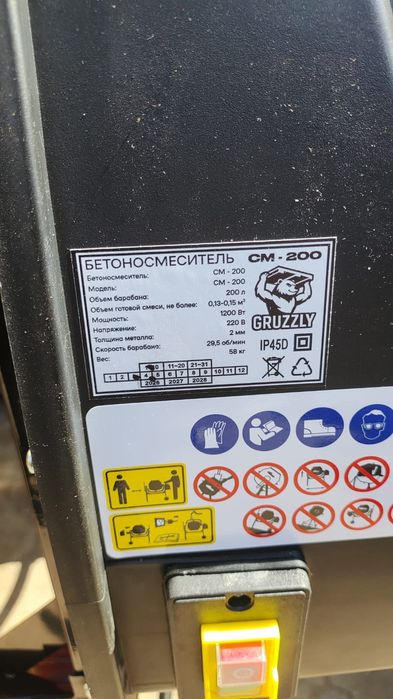 БЕТОНОСМЕСИТЕЛЬ СМ - 200
Бетоносмеситель: СМ - 200
Модель: СМ - 200
Объем барабана: 200 л
Объем готовой смеси, не более: 0,13-0,15 м³
Мощность: 1200 Вт
Напряжение: 220 В
Толщина металла: 2 мм
Скорость барабана: 29,5 об/мин
Вес: 58 кг
GRUZZLY
IP45D
11-20 21-31
1 2 4 5 6 7 8 9 10 11 12
2026 2027 2028